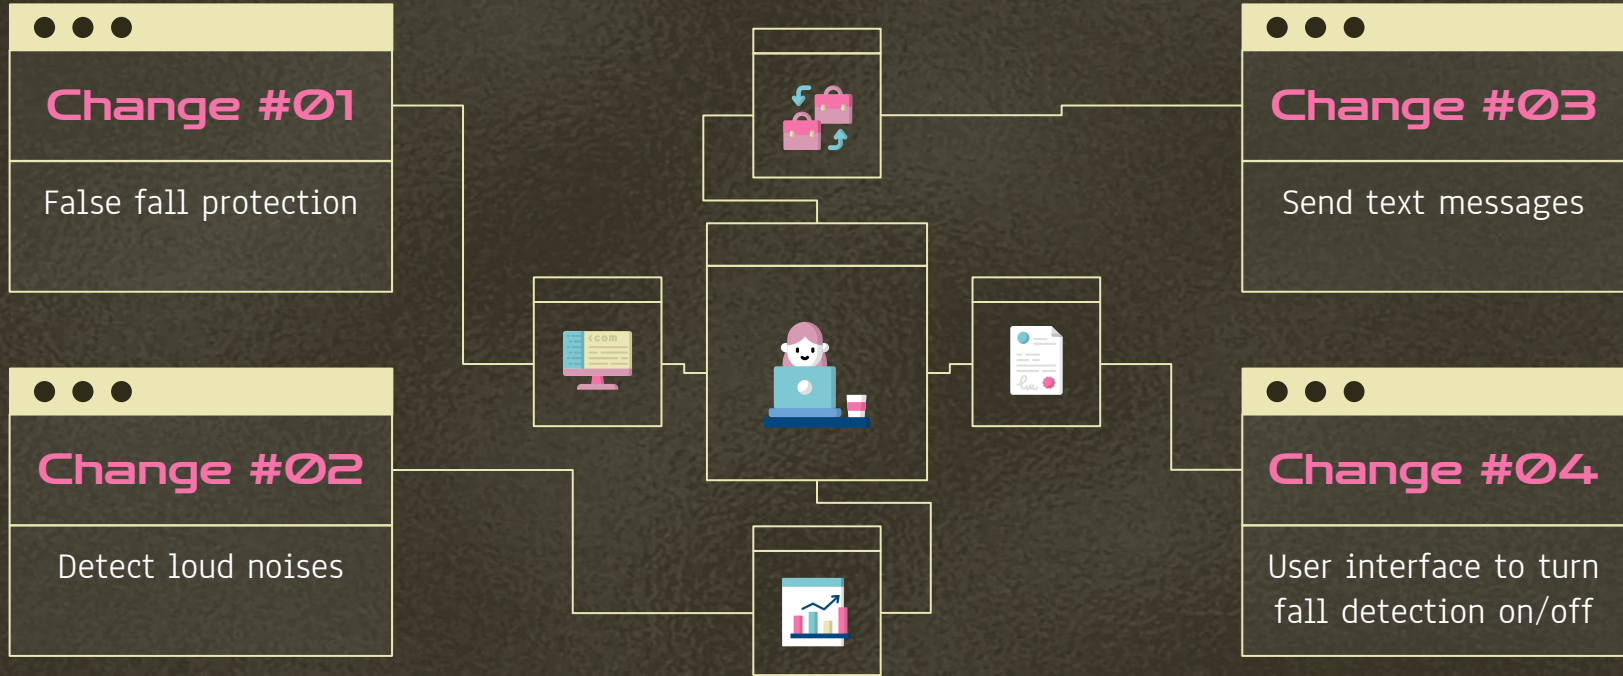 Change #01
False fall protection
Change #02
Detect loud noises
‹com
Change #03
Send text messages
Change #04
User interface to turn
fall detection on/off